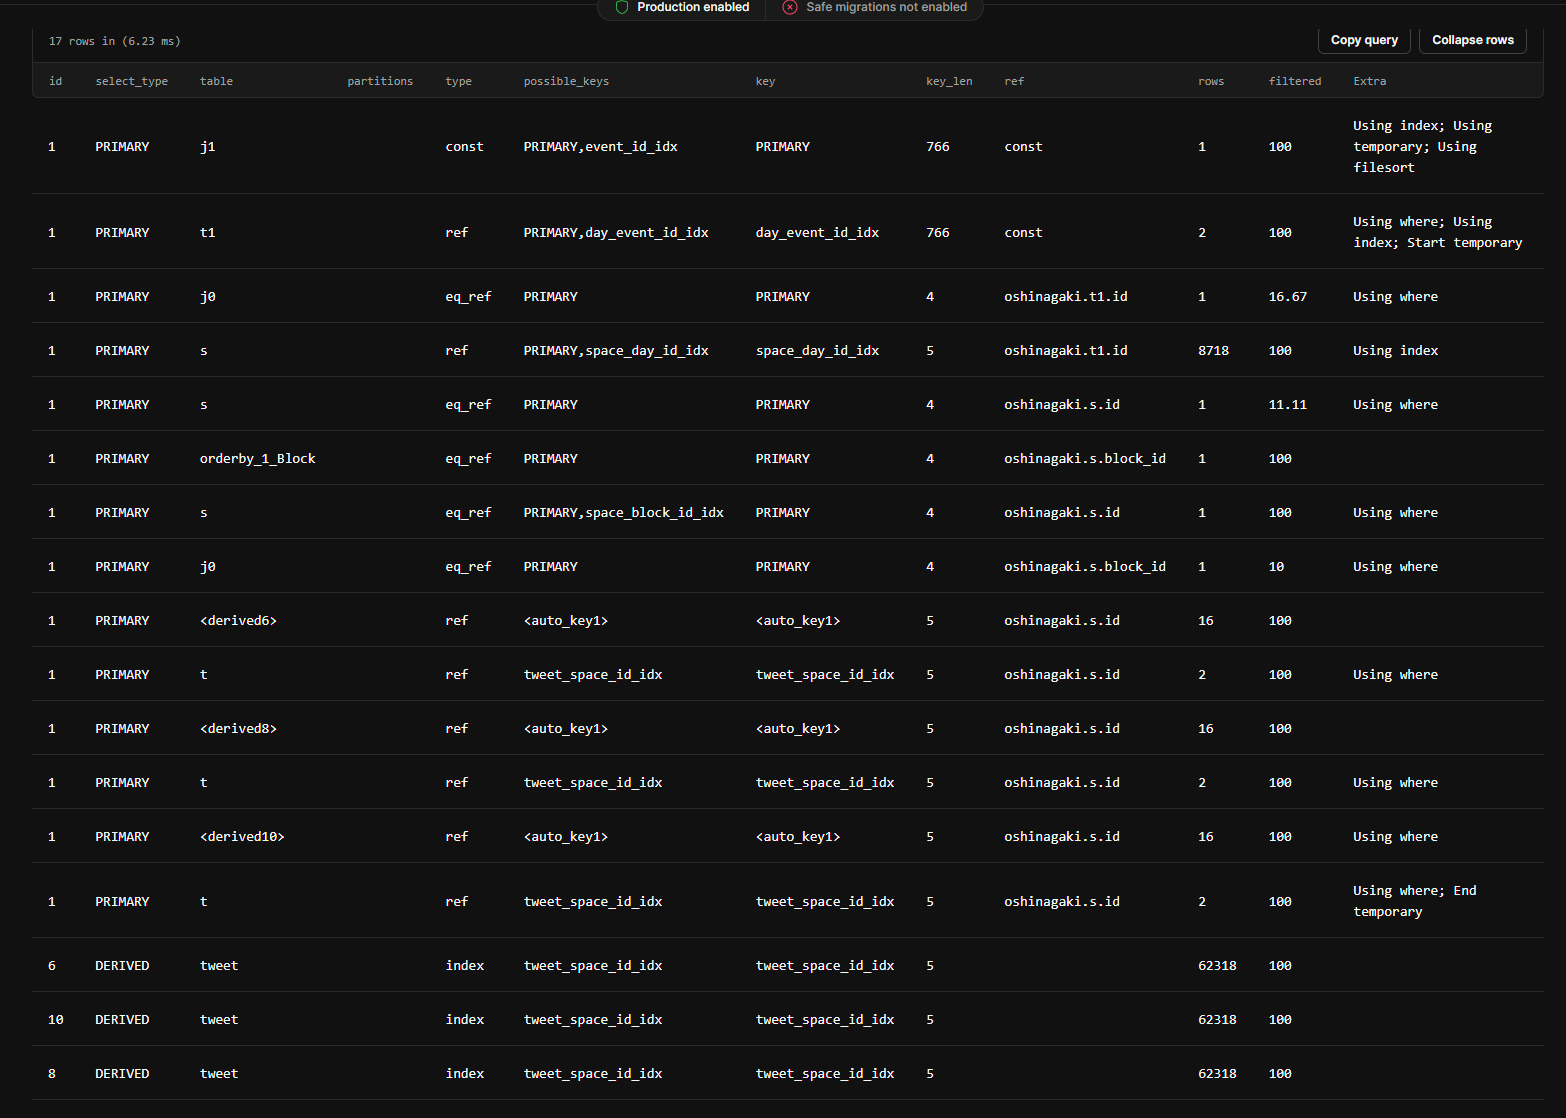 Production enabled Safe migrations not enabled
17 rows in (6.23 ms) Copy query Collapse rows
id select_type table partitions type possible_keys key key_len ref rows filtered Extra
1 PRIMARY j1 const PRIMARY,event_id_idx PRIMARY 766 const 1 100 Using index; Using
temporary; Using
filesort
1 PRIMARY t1 ref PRIMARY,day_event_id_idx day_event_id_idx 766 const 2 100 Using where; Using
index; Start temporary
1 PRIMARY j0 eq_ref PRIMARY PRIMARY 4 oshinagaki.t1.id 1 16.67 Using where
1 PRIMARY s ref PRIMARY,space_day_id_idx space_day_id_idx 5 oshinagaki.t1.id 8718 100 Using index
1 PRIMARY s eq_ref PRIMARY PRIMARY 4 oshinagaki.s.id 1 11.11 Using where
1 PRIMARY orderby_1_Block eq_ref PRIMARY PRIMARY 4 oshinagaki.s.block_id 1 100
1 PRIMARY s eq_ref PRIMARY,space_block_id_idx PRIMARY 4 oshinagaki.s.id 1 100 Using where
1 PRIMARY j0 eq_ref PRIMARY PRIMARY 4 oshinagaki.s.block_id 1 10 Using where
1 PRIMARY <derived6> ref <auto_key1> <auto_key1> 5 oshinagaki.s.id 16 100
1 PRIMARY t ref tweet_space_id_idx tweet_space_id_idx 5 oshinagaki.s.id 2 100 Using where
1 PRIMARY <derived8> ref <auto_key1> <auto_key1> 5 oshinagaki.s.id 16 100
1 PRIMARY t ref tweet_space_id_idx tweet_space_id_idx 5 oshinagaki.s.id 2 100 Using where
1 PRIMARY <derived10> ref <auto_key1> <auto_key1> 5 oshinagaki.s.id 16 100 Using where
1 PRIMARY t ref tweet_space_id_idx tweet_space_id_idx 5 oshinagaki.s.id 2 100 Using where; End
temporary
6 DERIVED tweet index tweet_space_id_idx tweet_space_id_idx 5 62318 100
10 DERIVED tweet index tweet_space_id_idx tweet_space_id_idx 5 62318 100
8 DERIVED tweet index tweet_space_id_idx tweet_space_id_idx 5 62318 100